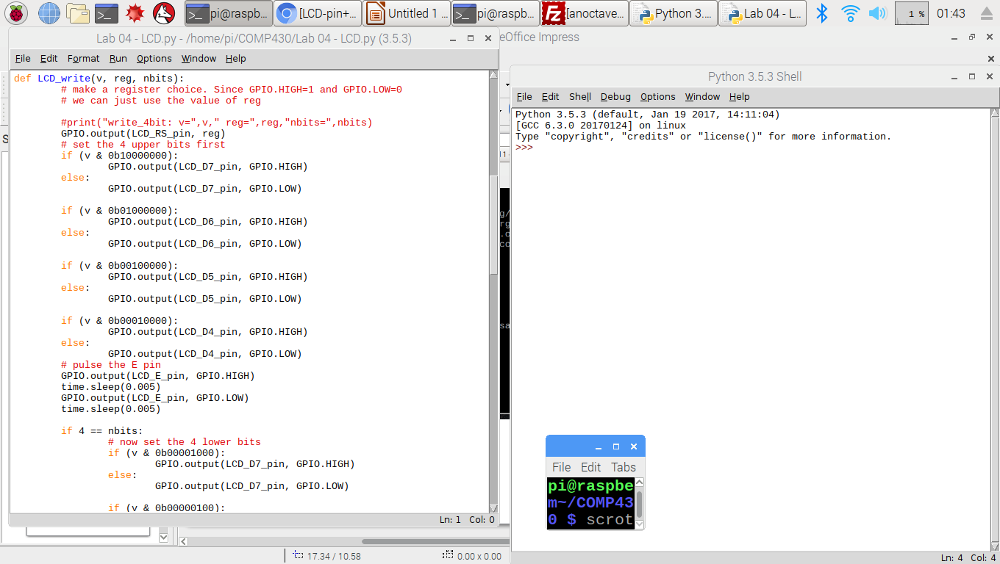 pi@raspb...
[LCD-pin+...
Untitled 1 ...
pi@raspb...
[anoctave...
Python 3....
Lab 04 - L...
1 %
01:43
Lab 04 - LCD.py - /home/pi/COMP430/Lab 04 - LCD.py (3.5.3)
File Edit Format Run Options Window Help
def LCD_write(v, reg, nbits):
# make a register choice. Since GPIO.HIGH=1 and GPIO.LOW=0
# we can just use the value of reg
#print("write_4bit: v=",v," reg=",reg,"nbits=",nbits)
GPIO.output(LCD_RS_pin, reg)
# set the 4 upper bits first
if (v & 0b10000000):
GPIO.output(LCD_D7_pin, GPIO.HIGH)
else:
GPIO.output(LCD_D7_pin, GPIO.LOW)
if (v & 0b01000000):
GPIO.output(LCD_D6_pin, GPIO.HIGH)
else:
GPIO.output(LCD_D6_pin, GPIO.LOW)
if (v & 0b00100000):
GPIO.output(LCD_D5_pin, GPIO.HIGH)
else:
GPIO.output(LCD_D5_pin, GPIO.LOW)
if (v & 0b00010000):
GPIO.output(LCD_D4_pin, GPIO.HIGH)
else:
GPIO.output(LCD_D4_pin, GPIO.LOW)
# pulse the E pin
GPIO.output(LCD_E_pin, GPIO.HIGH)
time.sleep(0.005)
GPIO.output(LCD_E_pin, GPIO.LOW)
time.sleep(0.005)
if 4 == nbits:
# now set the 4 lower bits
if (v & 0b00001000):
GPIO.output(LCD_D7_pin, GPIO.HIGH)
else:
GPIO.output(LCD_D7_pin, GPIO.LOW)
if (v & 0b00000100):
Ln: 1 Col: 0
eOffice Impress
Python 3.5.3 Shell
File Edit Shell Debug Options Window Help
Python 3.5.3 (default, Jan 19 2017, 14:11:04)
[GCC 6.3.0 20170124] on linux
Type "copyright", "credits" or "license()" for more information.
>>>
File Edit Tabs
pi@raspbe
m~/COMP43
0 $ scrot
17.34 / 10.58
0.00 x 0.00
Ln: 4 Col: 4